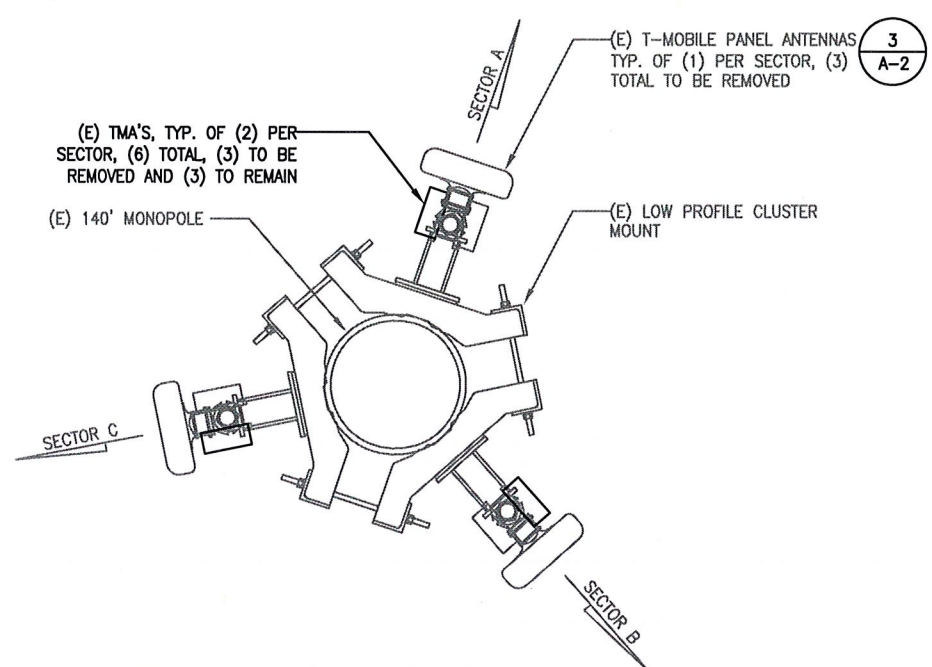 (E) T-MOBILE PANEL ANTENNAS
TYP. OF (1) PER SECTOR, (3)
TOTAL TO BE REMOVED
3
A-2
SECTOR A
(E) TMA'S, TYP. OF (2) PER
SECTOR, (6) TOTAL, (3) TO BE
REMOVED AND (3) TO REMAIN
(E) 140' MONOPOLE
(E) LOW PROFILE CLUSTER
MOUNT
SECTOR C
SECTOR B